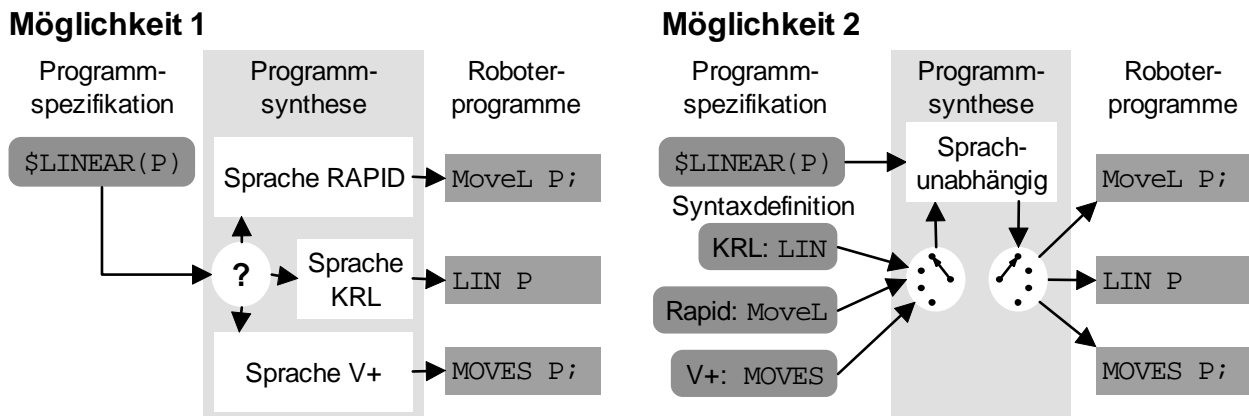 Möglichkeit 1
Programm-
spezifikation
Programm-
synthese
Roboter-
programme
$LINEAR(P)
Sprache RAPID
MoveL P;
?
Sprache
KRL
LIN P
Sprache V+
MOVES P;
Möglichkeit 2
Programm-
spezifikation
Programm-
synthese
Roboter-
programme
$LINEAR(P)
Sprach-
unabhängig
MoveL P;
Syntaxdefinition
KRL: LIN
LIN P
Rapid: MoveL
V+: MOVES
MOVES P;